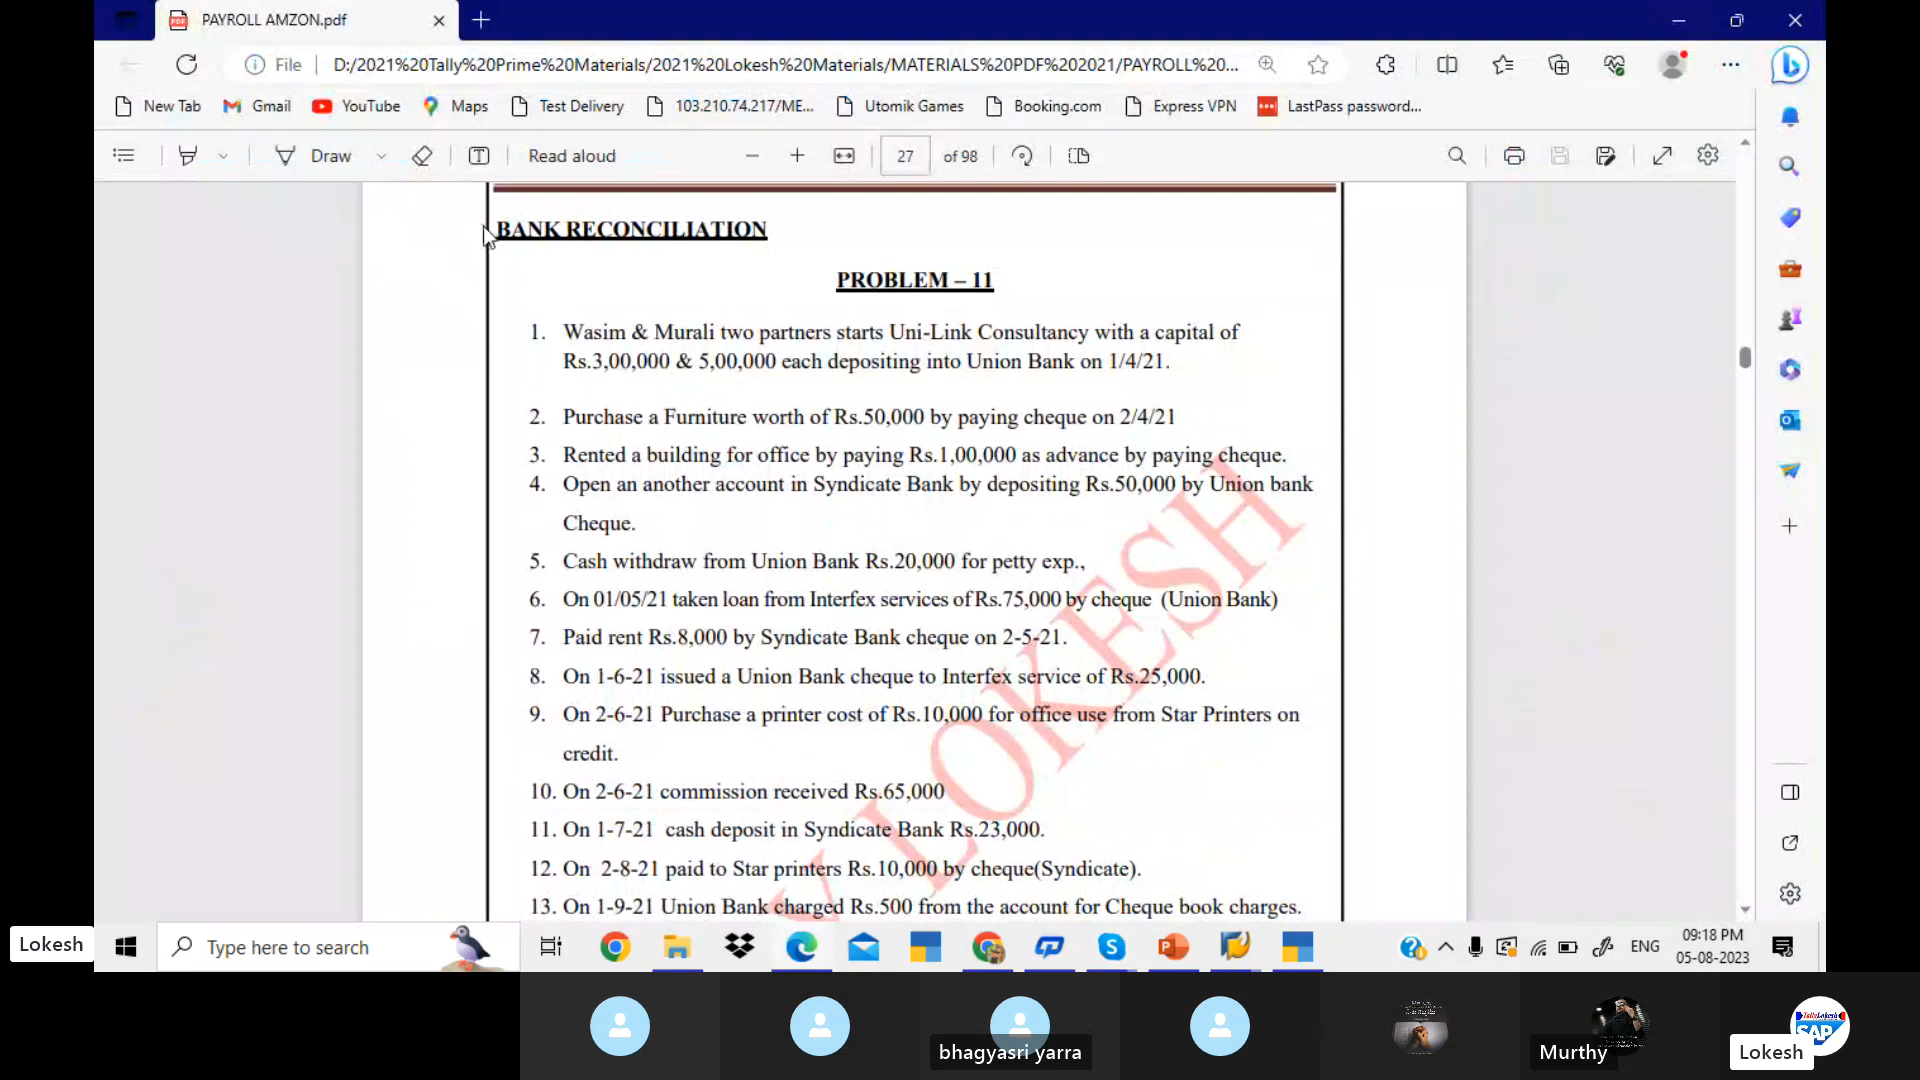 PAYROLL AMZON.pdf
File D:/2021%20Tally%20Prime%20Materials/2021%20Lokesh%20Materials/MATERIALS%20PDF%202021/PAYROLL%20...
New Tab Gmail YouTube Maps Test Delivery 103.210.74.217/ME... Utomik Games Booking.com Express VPN LastPass password...
Draw Read aloud 27 of 98
BANK RECONCILIATION
PROBLEM – 11
1. Wasim & Murali two partners starts Uni-Link Consultancy with a capital of
Rs.3,00,000 & 5,00,000 each depositing into Union Bank on 1/4/21.
2. Purchase a Furniture worth of Rs.50,000 by paying cheque on 2/4/21
3. Rented a building for office by paying Rs.1,00,000 as advance by paying cheque.
4. Open an another account in Syndicate Bank by depositing Rs.50,000 by Union bank
Cheque.
5. Cash withdraw from Union Bank Rs.20,000 for petty exp.,
6. On 01/05/21 taken loan from Interfex services of Rs.75,000 by cheque (Union Bank)
7. Paid rent Rs.8,000 by Syndicate Bank cheque on 2-5-21.
8. On 1-6-21 issued a Union Bank cheque to Interfex service of Rs.25,000.
9. On 2-6-21 Purchase a printer cost of Rs.10,000 for office use from Star Printers on
credit.
10. On 2-6-21 commission received Rs.65,000
11. On 1-7-21 cash deposit in Syndicate Bank Rs.23,000.
12. On 2-8-21 paid to Star printers Rs.10,000 by cheque(Syndicate).
13. On 1-9-21 Union Bank charged Rs.500 from the account for Cheque book charges.
Y LOKESH
Lokesh
Type here to search
ENG
09:18 PM
05-08-2023
bhagyasri yarra
Murthy
Lokesh
SAP